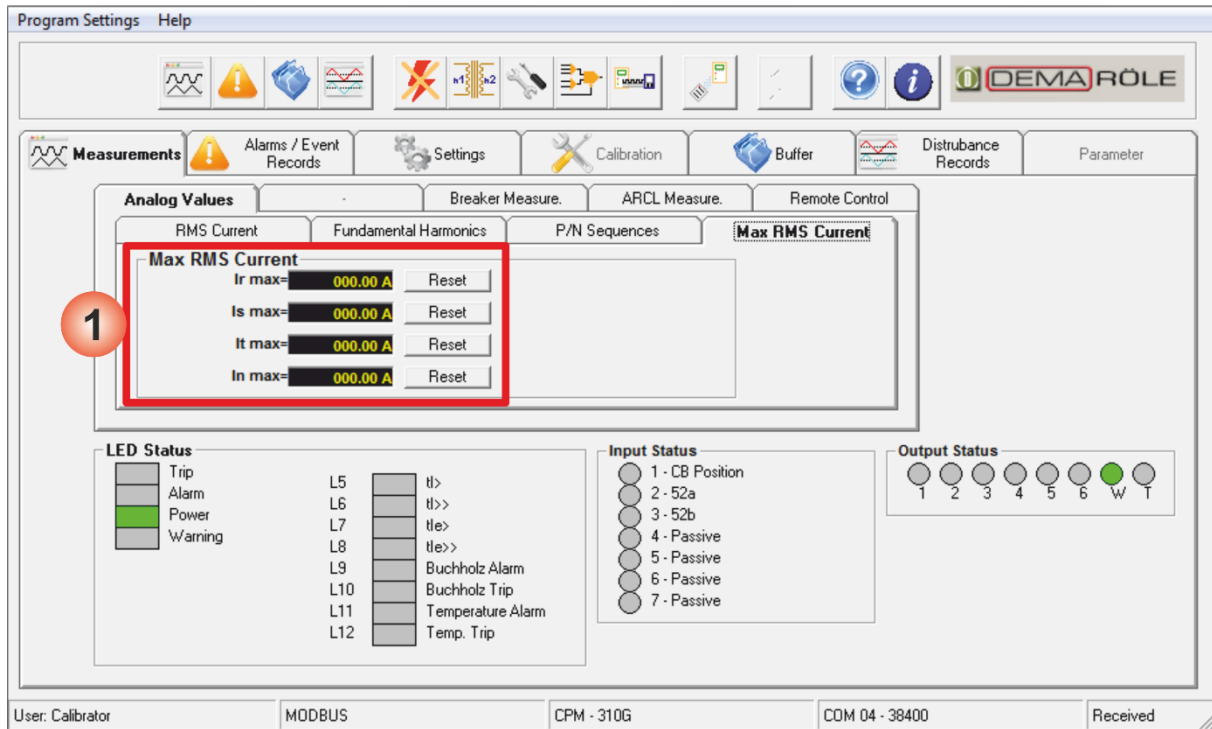 Program Settings Help
h1 h2
DEMA RÖLE
Measurements
Alarms / Event
Records
Settings
Calibration
Buffer
Distrubance
Records
Parameter
Analog Values
-
Breaker Measure.
ARCL Measure.
Remote Control
RMS Current
Fundamental Harmonics
P/N Sequences
Max RMS Current
1
Max RMS Current
Ir max= 000.00 A Reset
Is max= 000.00 A Reset
It max= 000.00 A Reset
In max= 000.00 A Reset
LED Status
Trip
Alarm
Power
Warning
L5 tI>
L6 tI>>
L7 tIe>
L8 tIe>>
L9 Buchholz Alarm
L10 Buchholz Trip
L11 Temperature Alarm
L12 Temp. Trip
Input Status
1 - CB Position
2 - 52a
3 - 52b
4 - Passive
5 - Passive
6 - Passive
7 - Passive
Output Status
1 2 3 4 5 6 W T
User: Calibrator
MODBUS
CPM - 310G
COM 04 - 38400
Received